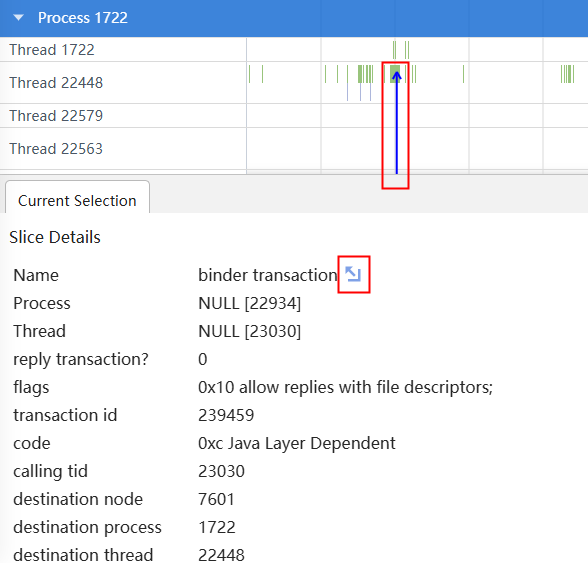 Process 1722
Thread 1722
Thread 22448
Thread 22579
Thread 22563
Current Selection
Slice Details
Name binder transaction
Process NULL [22934]
Thread NULL [23030]
reply transaction? 0
flags 0x10 allow replies with file descriptors;
transaction id 239459
code 0xc Java Layer Dependent
calling tid 23030
destination node 7601
destination process 1722
destination thread 22448